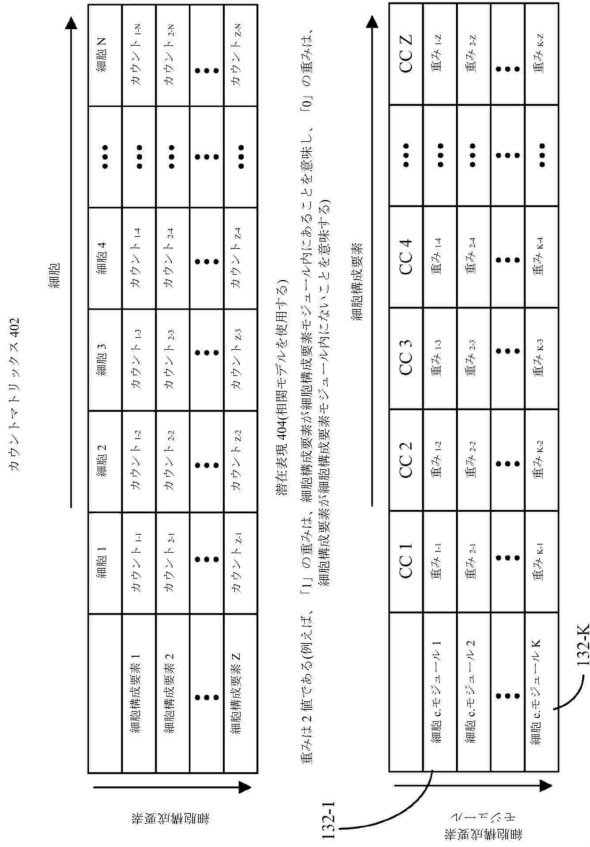 カウントマトリックス 402
細胞
細胞 1 細胞 2 細胞 3 細胞 4 ••• 細胞 N
細胞構成要素 1 カウント 1-1 カウント 1-2 カウント 1-3 カウント 1-4 ••• カウント 1-N
細胞構成要素 2 カウント 2-1 カウント 2-2 カウント 2-3 カウント 2-4 ••• カウント 2-N
••• ••• ••• ••• ••• ••• •••
細胞構成要素 Z カウント Z-1 カウント Z-2 カウント Z-3 カウント Z-4 ••• カウント Z-N
細胞構成要素
潜在表現 404(相関モデルを使用する)
重みは 2 値である(例えば、「1」の重みは、細胞構成要素が細胞構成要素モジュール内にあることを意味し、「0」の重みは、
細胞構成要素が細胞構成要素モジュール内にないことを意味する)
細胞構成要素
CC 1 CC 2 CC 3 CC 4 ••• CC Z
細胞 c.モジュール 1 重み 1-1 重み 1-2 重み 1-3 重み 1-4 ••• 重み 1-Z
細胞 c.モジュール 2 重み 2-1 重み 2-2 重み 2-3 重み 2-4 ••• 重み 2-Z
••• ••• ••• ••• ••• ••• •••
細胞 c.モジュール K 重み K-1 重み K-2 重み K-3 重み K-4 ••• 重み K-Z
細胞構成要素
モジュール
132-1
132-K